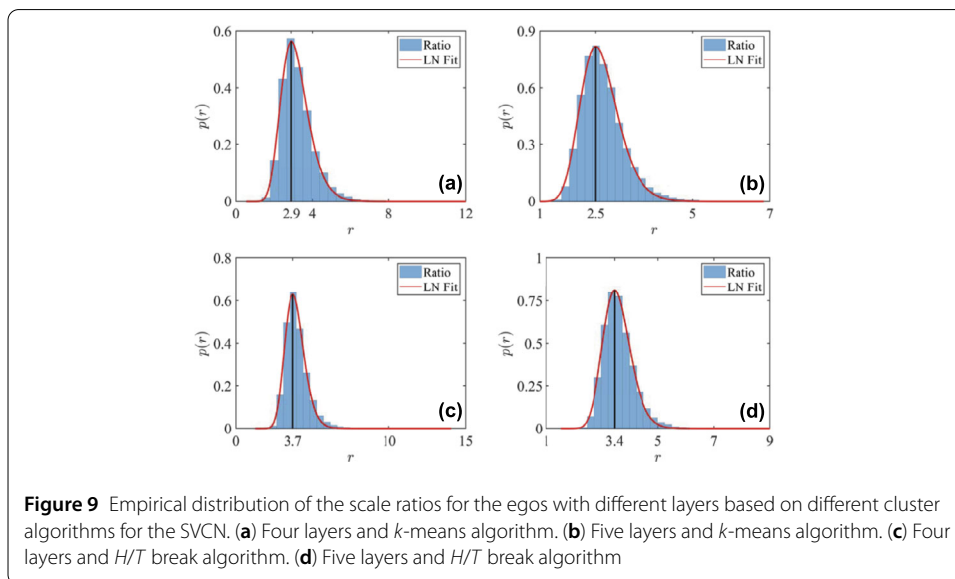 0.6
0.4
0.2
0
p(r)
Ratio
LN Fit
(a)
0 2.9 4 8 12
r
0.9
0.6
0.3
0
p(r)
Ratio
LN Fit
(b)
1 2.5 5 7
r
0.8
0.6
0.4
0.2
0
p(r)
Ratio
LN Fit
(c)
0 3.7 10 15
r
1
0.75
0.5
0.25
0
p(r)
Ratio
LN Fit
(d)
1 3.4 5 7 9
r
Figure 9 Empirical distribution of the scale ratios for the egos with different layers based on different cluster
algorithms for the SVCN. (a) Four layers and k-means algorithm. (b) Five layers and k-means algorithm. (c) Four
layers and H/T break algorithm. (d) Five layers and H/T break algorithm